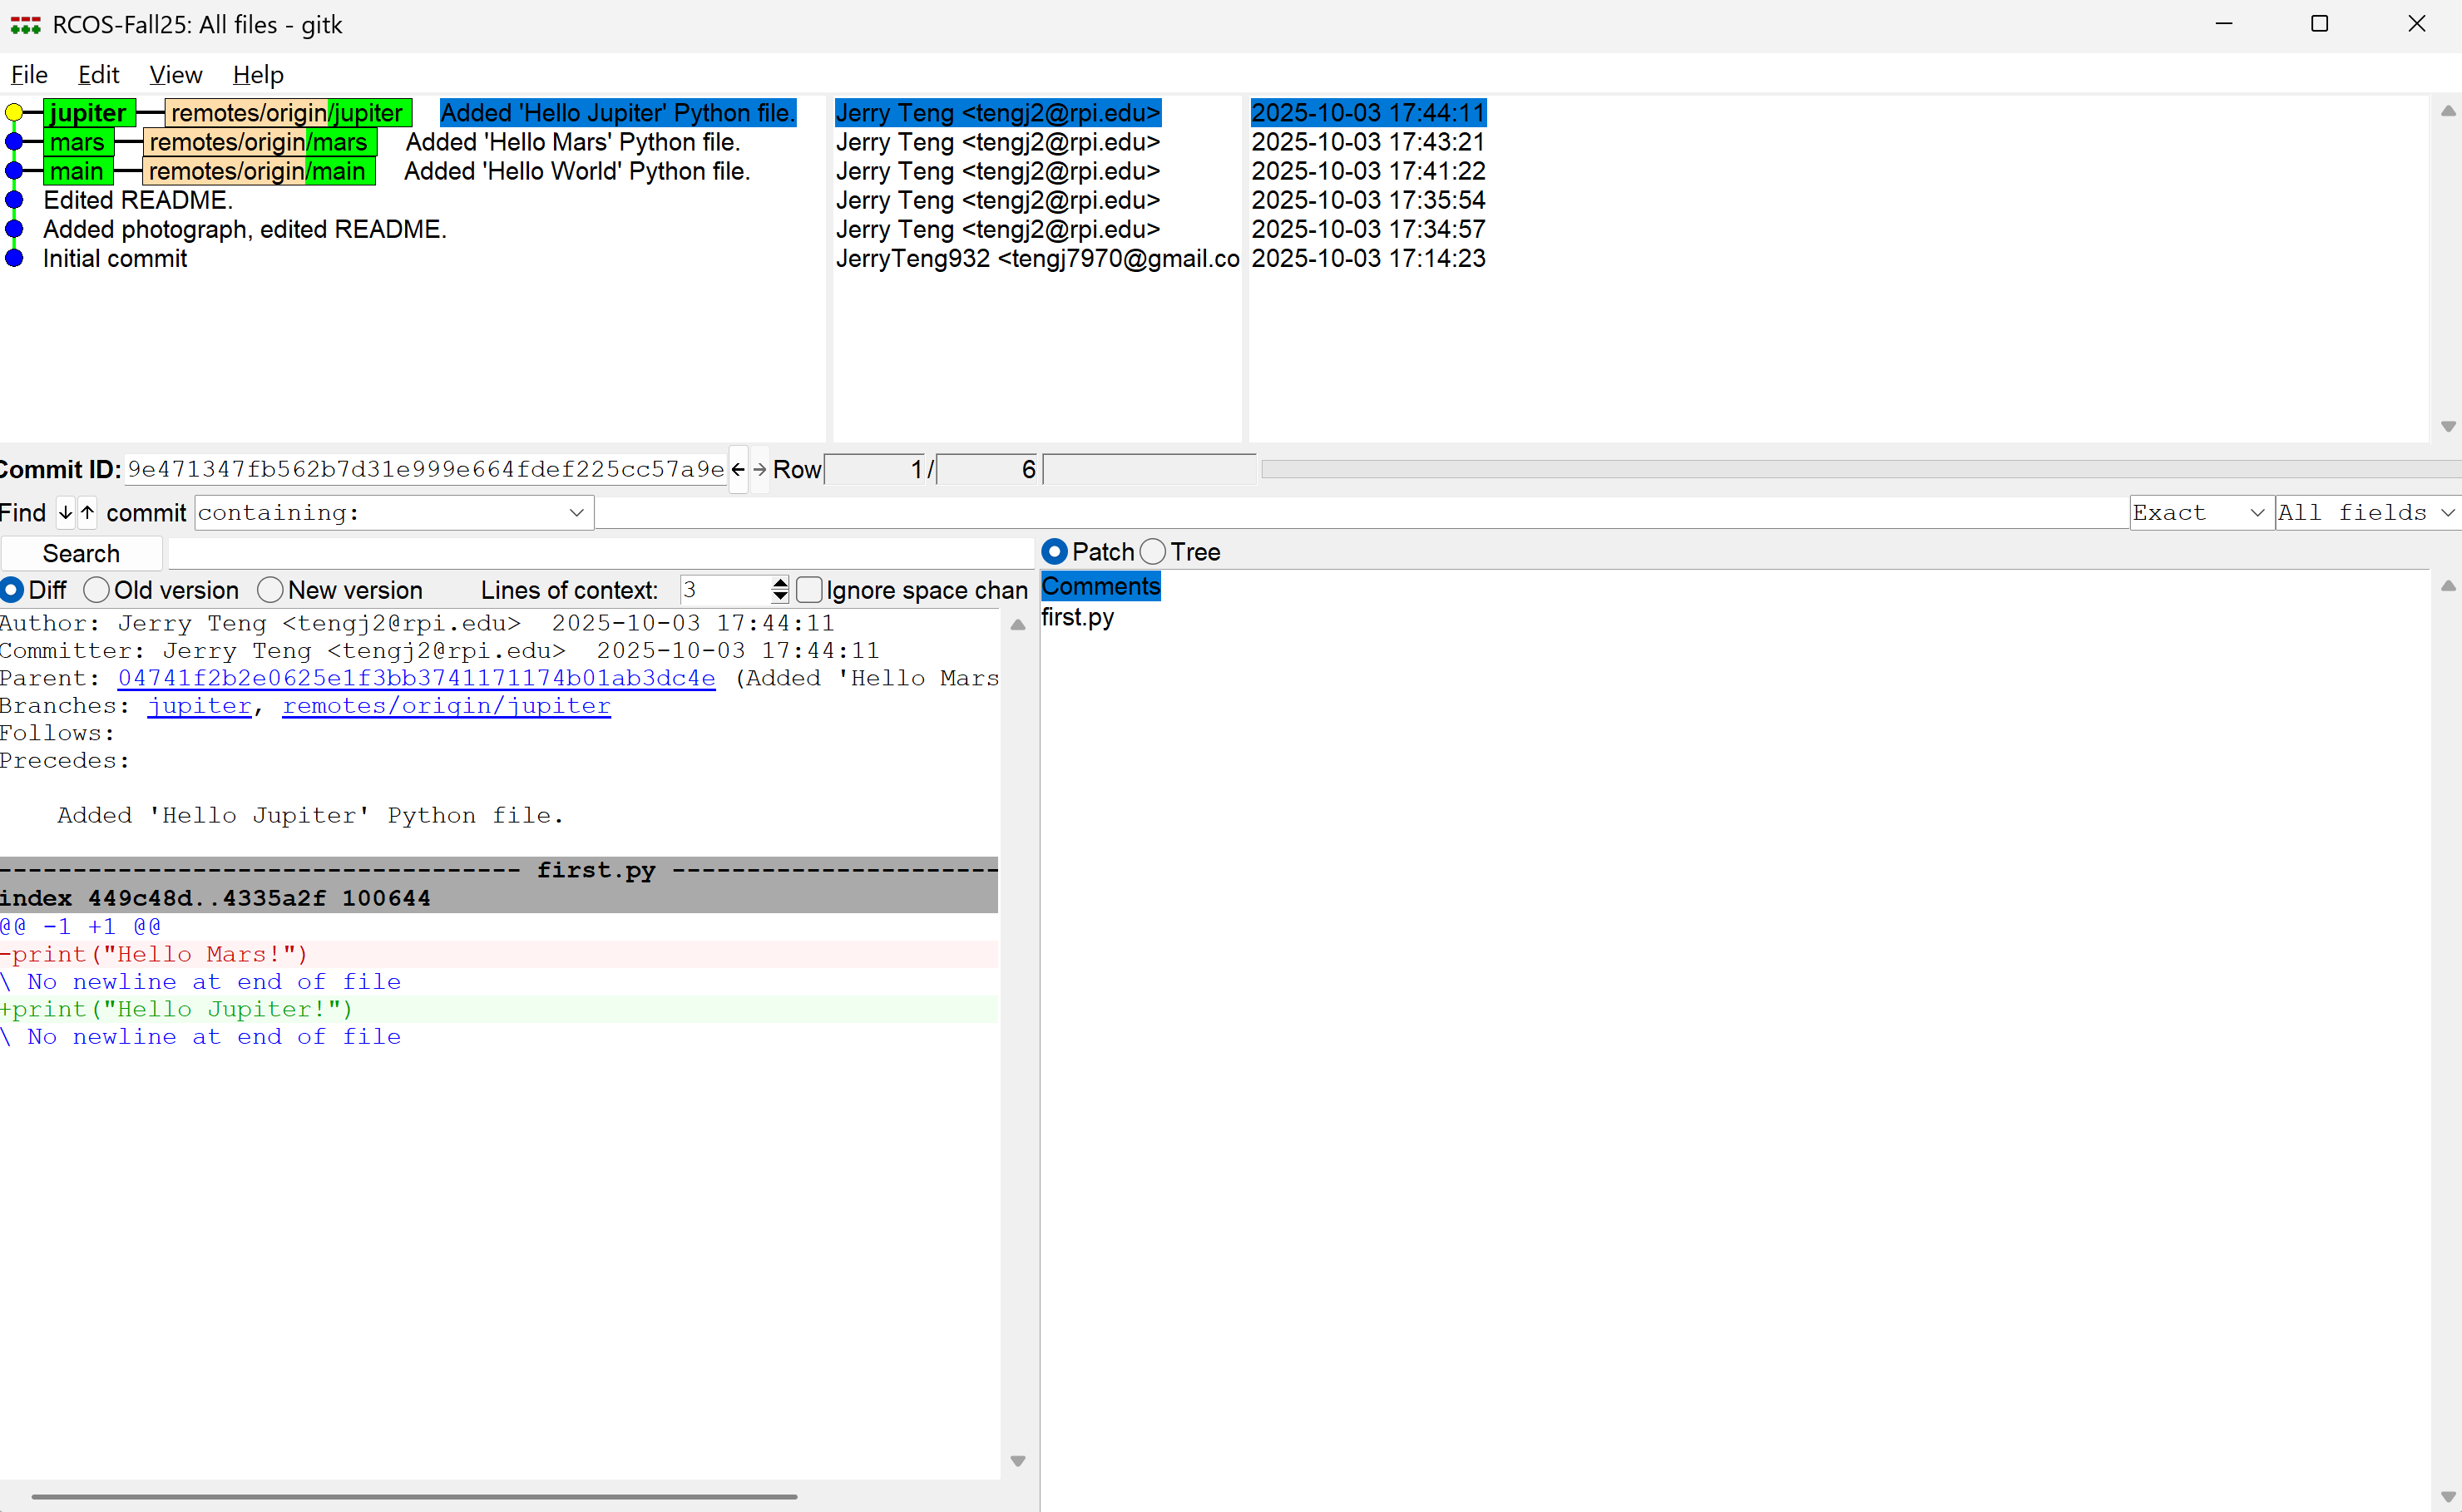 RCOS-Fall25: All files - gitk
File Edit View Help
jupiter remotes/origin/jupiter Added 'Hello Jupiter' Python file. Jerry Teng <tengj2@rpi.edu> 2025-10-03 17:44:11
mars remotes/origin/mars Added 'Hello Mars' Python file. Jerry Teng <tengj2@rpi.edu> 2025-10-03 17:43:21
main remotes/origin/main Added 'Hello World' Python file. Jerry Teng <tengj2@rpi.edu> 2025-10-03 17:41:22
Edited README. Jerry Teng <tengj2@rpi.edu> 2025-10-03 17:35:54
Added photograph, edited README. Jerry Teng <tengj2@rpi.edu> 2025-10-03 17:34:57
Initial commit JerryTeng932 <tengj7970@gmail.co 2025-10-03 17:14:23
Commit ID: 9e471347fb562b7d31e999e664fdef225cc57a9e ← → Row 1 / 6
Find ↓ ↑ commit containing: Exact All fields
Search
Patch Tree
Diff Old version New version Lines of context: 3 Ignore space chan
Comments
first.py
Author: Jerry Teng <tengj2@rpi.edu> 2025-10-03 17:44:11
Committer: Jerry Teng <tengj2@rpi.edu> 2025-10-03 17:44:11
Parent: 04741f2b2e0625e1f3bb3741171174b01ab3dc4e (Added 'Hello Mars
Branches: jupiter, remotes/origin/jupiter
Follows:
Precedes:
Added 'Hello Jupiter' Python file.
----------------------------------- first.py ----------------------
index 449c48d..4335a2f 100644
@@ -1 +1 @@
-print("Hello Mars!")
\ No newline at end of file
+print("Hello Jupiter!")
\ No newline at end of file